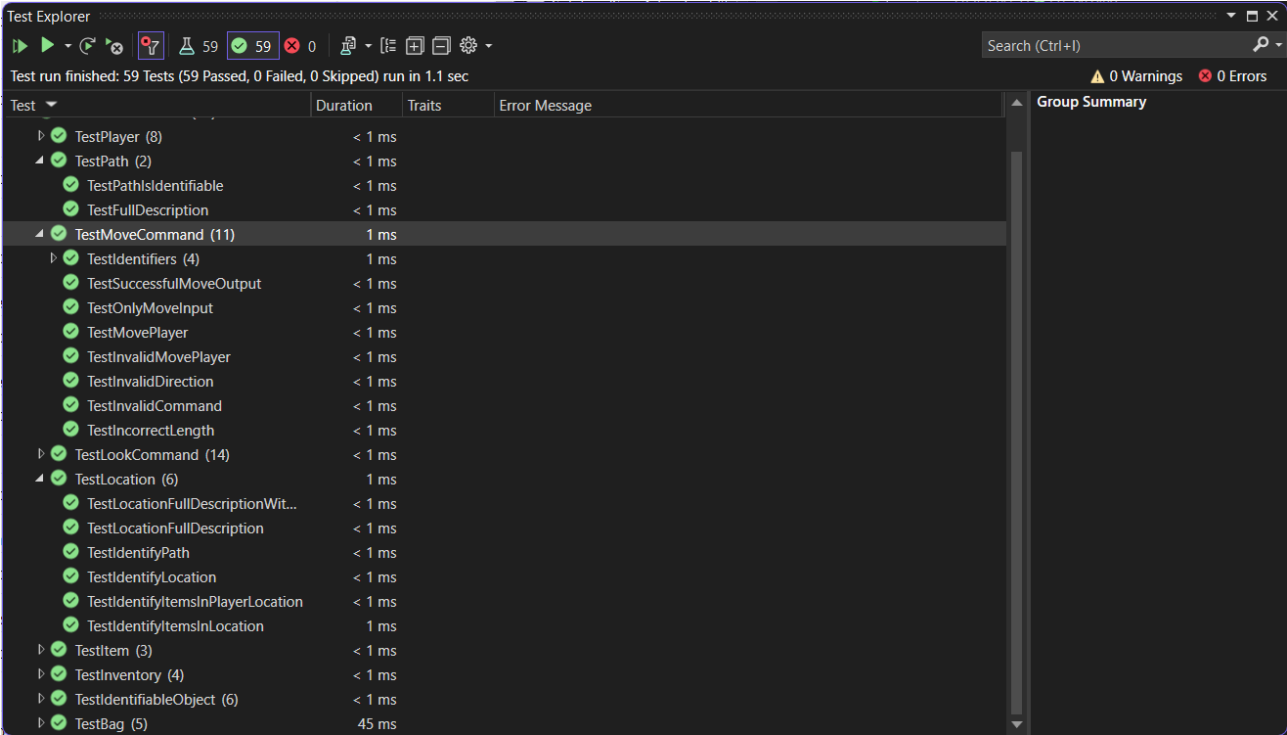 Test Explorer
59 59 0 Search (Ctrl+I)
Test run finished: 59 Tests (59 Passed, 0 Failed, 0 Skipped) run in 1.1 sec 0 Warnings 0 Errors
Test Duration Traits Error Message Group Summary
TestPlayer (8) < 1 ms
TestPath (2) < 1 ms
TestPathIsIdentifiable < 1 ms
TestFullDescription < 1 ms
TestMoveCommand (11) 1 ms
TestIdentifiers (4) 1 ms
TestSuccessfulMoveOutput < 1 ms
TestOnlyMoveInput < 1 ms
TestMovePlayer < 1 ms
TestInvalidMovePlayer < 1 ms
TestInvalidDirection < 1 ms
TestInvalidCommand < 1 ms
TestIncorrectLength < 1 ms
TestLookCommand (14) < 1 ms
TestLocation (6) 1 ms
TestLocationFullDescriptionWit... < 1 ms
TestLocationFullDescription < 1 ms
TestIdentifyPath < 1 ms
TestIdentifyLocation < 1 ms
TestIdentifyItemsInPlayerLocation < 1 ms
TestIdentifyItemsInLocation 1 ms
TestItem (3) < 1 ms
TestInventory (4) < 1 ms
TestIdentifiableObject (6) < 1 ms
TestBag (5) 45 ms